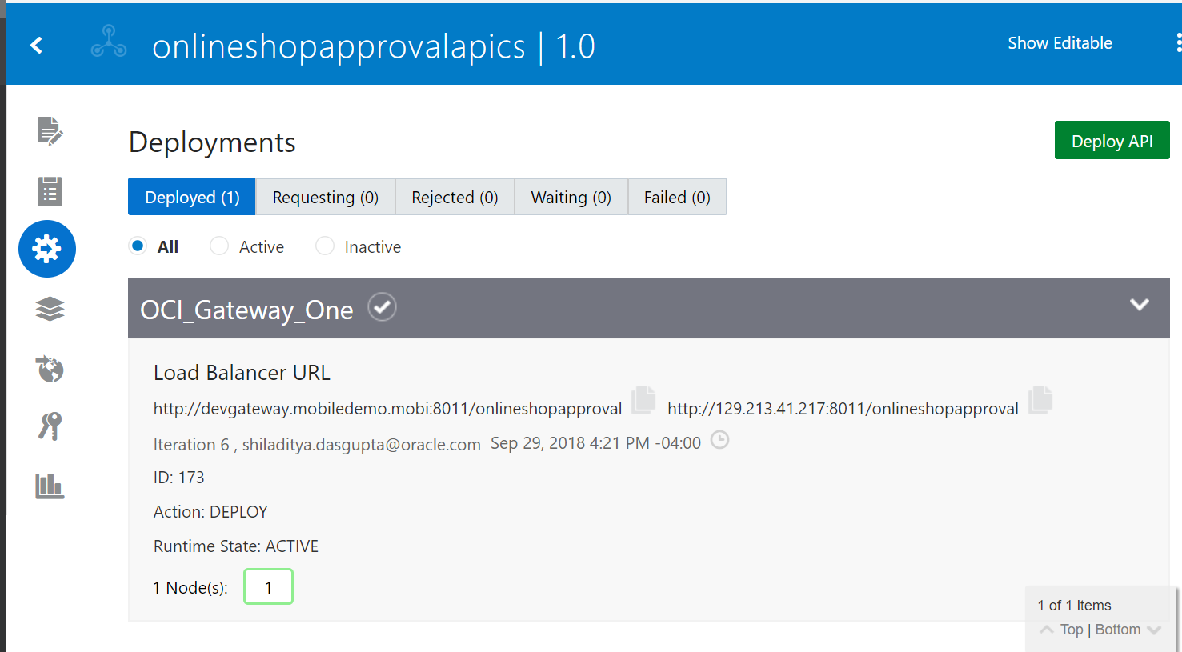 onlineshopapprovalapics | 1.0
Show Editable
Deployments
Deploy API
Deployed (1) Requesting (0) Rejected (0) Waiting (0) Failed (0)
All Active Inactive
OCI_Gateway_One
Load Balancer URL
http://devgateway.mobiledemo.mobi:8011/onlineshopapproval http://129.213.41.217:8011/onlineshopapproval
Iteration 6 , shiladitya.dasgupta@oracle.com Sep 29, 2018 4:21 PM -04:00
ID: 173
Action: DEPLOY
Runtime State: ACTIVE
1 Node(s): 1
1 of 1 Items
Top | Bottom